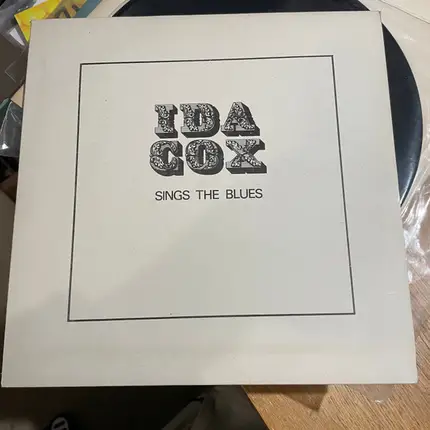 IDA
COX
SINGS THE BLUES